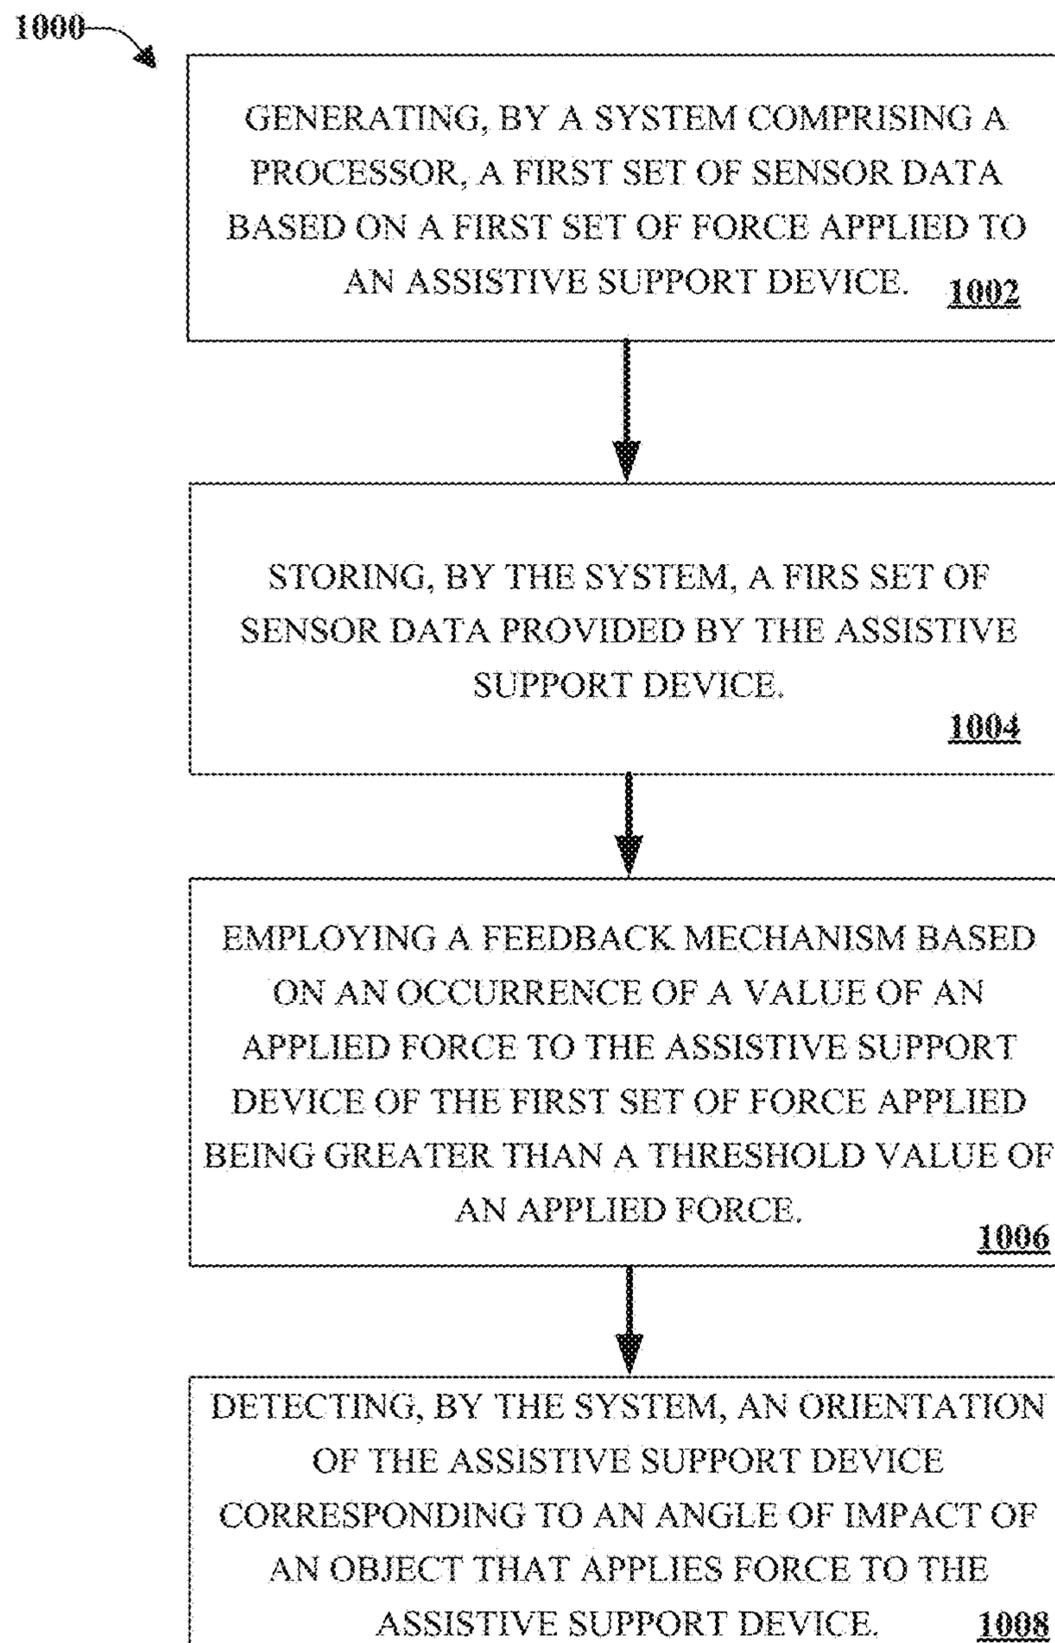 1000
GENERATING, BY A SYSTEM COMPRISING A
PROCESSOR, A FIRST SET OF SENSOR DATA
BASED ON A FIRST SET OF FORCE APPLIED TO
AN ASSISTIVE SUPPORT DEVICE.
1002
STORING, BY THE SYSTEM, A FIRS SET OF
SENSOR DATA PROVIDED BY THE ASSISTIVE
SUPPORT DEVICE.
1004
EMPLOYING A FEEDBACK MECHANISM BASED
ON AN OCCURRENCE OF A VALUE OF AN
APPLIED FORCE TO THE ASSISTIVE SUPPORT
DEVICE OF THE FIRST SET OF FORCE APPLIED
BEING GREATER THAN A THRESHOLD VALUE OF
AN APPLIED FORCE.
1006
DETECTING, BY THE SYSTEM, AN ORIENTATION
OF THE ASSISTIVE SUPPORT DEVICE
CORRESPONDING TO AN ANGLE OF IMPACT OF
AN OBJECT THAT APPLIES FORCE TO THE
ASSISTIVE SUPPORT DEVICE.
1008